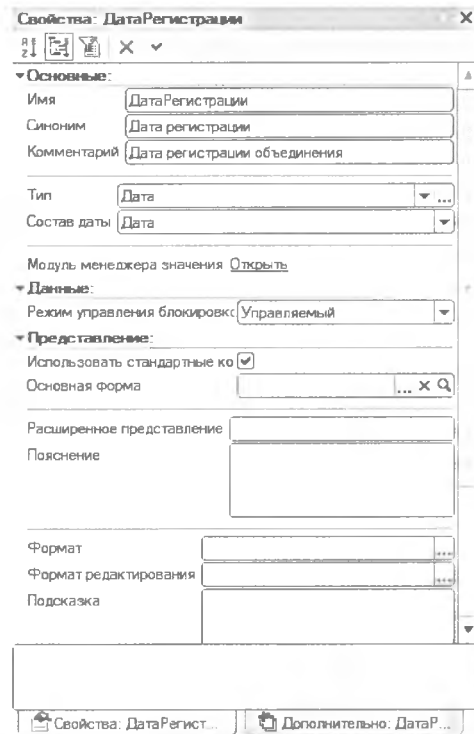 Свойства: ДатаРегистрации
Основные:
Имя ДатаРегистрации
Синоним Дата регистрации
Комментарий Дата регистрации объединения
Тип Дата ...
Состав даты Дата
Модуль менеджера значения Открыть
Данные:
Режим управления блокировкс Управляемый
Представление:
Использовать стандартные ко
Основная форма ...
Расширенное представление
Пояснение
Формат ...
Формат редактирования ...
Подсказка
Свойства: ДатаРегист... Дополнительно: ДатаР...